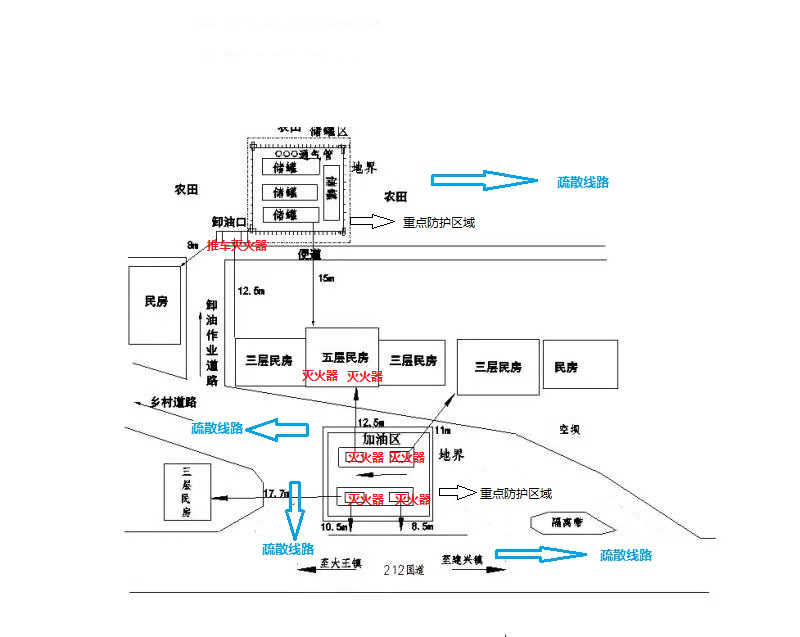 农田 储罐区
○○○通气管
储罐
储罐
储罐
储罐
地界
疏散线路
农田
农田
卸油口
重点防护区域
推车灭火器
便道
15m
12.5m
民房
卸油作业道路
三层民房
五层民房
三层民房
三层民房
民房
灭火器 灭火器
乡村道路
疏散线路
12.5m
11m
空坝
加油区
地界
灭火器 灭火器
三层民房
17.7m
灭火器 灭火器
重点防护区域
10.5m
8.5m
隔离带
疏散线路
疏散线路
至大王镇
212国道
至建兴镇